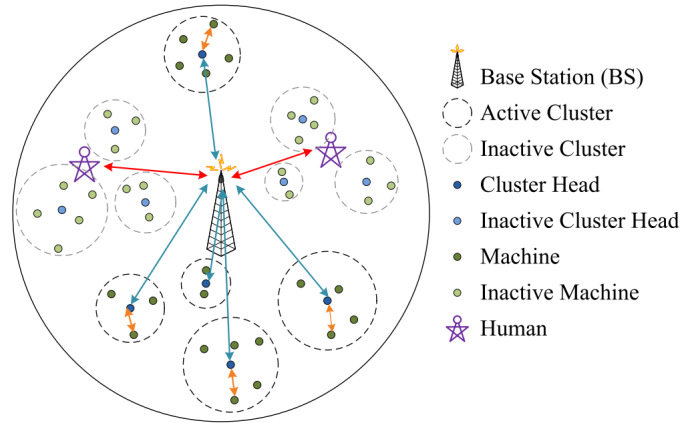 Base Station (BS)
Active Cluster
Inactive Cluster
Cluster Head
Inactive Cluster Head
Machine
Inactive Machine
Human